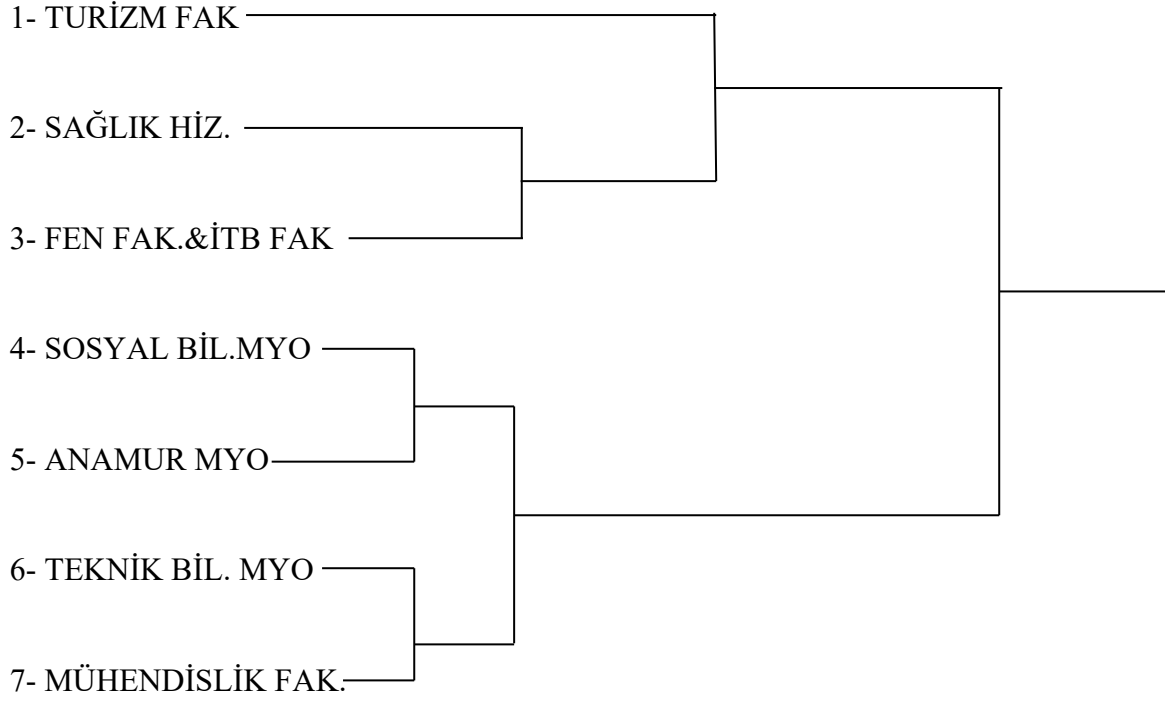 1- TURİZM FAK
2- SAĞLIK HİZ.
3- FEN FAK.&İTB FAK
4- SOSYAL BİL.MYO
5- ANAMUR MYO
6- TEKNİK BİL. MYO
7- MÜHENDİSLİK FAK.